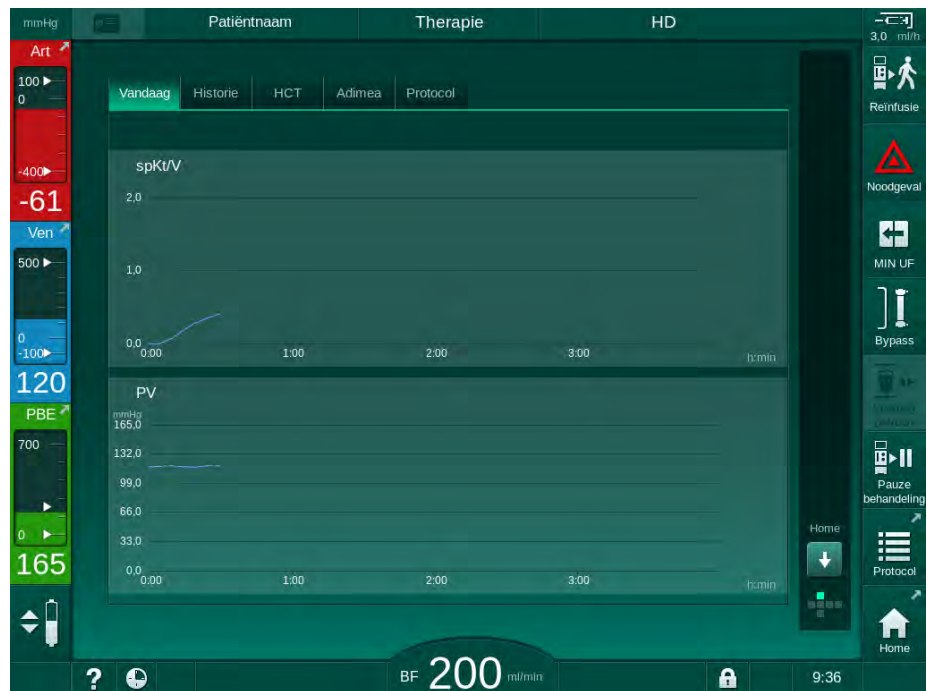 mmHg
Patiëntnaam
Therapie
HD
3,0 ml/h
Art
100
0
-400
-61
Ven
500
0
-100
120
PBE
700
0
165
Vandaag Historie HCT Adimea Protocol
spKt/V
2,0
1,0
0,0
0:00 1:00 2:00 3:00 h:min
PV
mmHg
165,0
132,0
99,0
66,0
33,0
0,0
0:00 1:00 2:00 3:00 h:min
Home
Reïnfusie
Noodgeval
MIN UF
Bypass
Pauze
behandeling
Protocol
Home
?
BF 200 ml/min
9:36